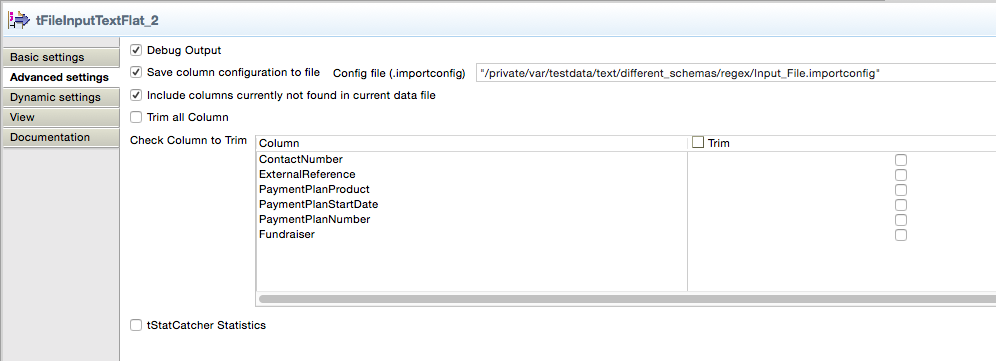 tFileInputTextFlat_2
Basic settings
Advanced settings
Dynamic settings
View
Documentation
Debug Output
Save column configuration to file Config file (.importconfig) "/private/var/testdata/text/different_schemas/regex/Input_File.importconfig"
Include columns currently not found in current data file
Trim all Column
Check Column to Trim Column Trim
ContactNumber
ExternalReference
PaymentPlanProduct
PaymentPlanStartDate
PaymentPlanNumber
Fundraiser
tStatCatcher Statistics